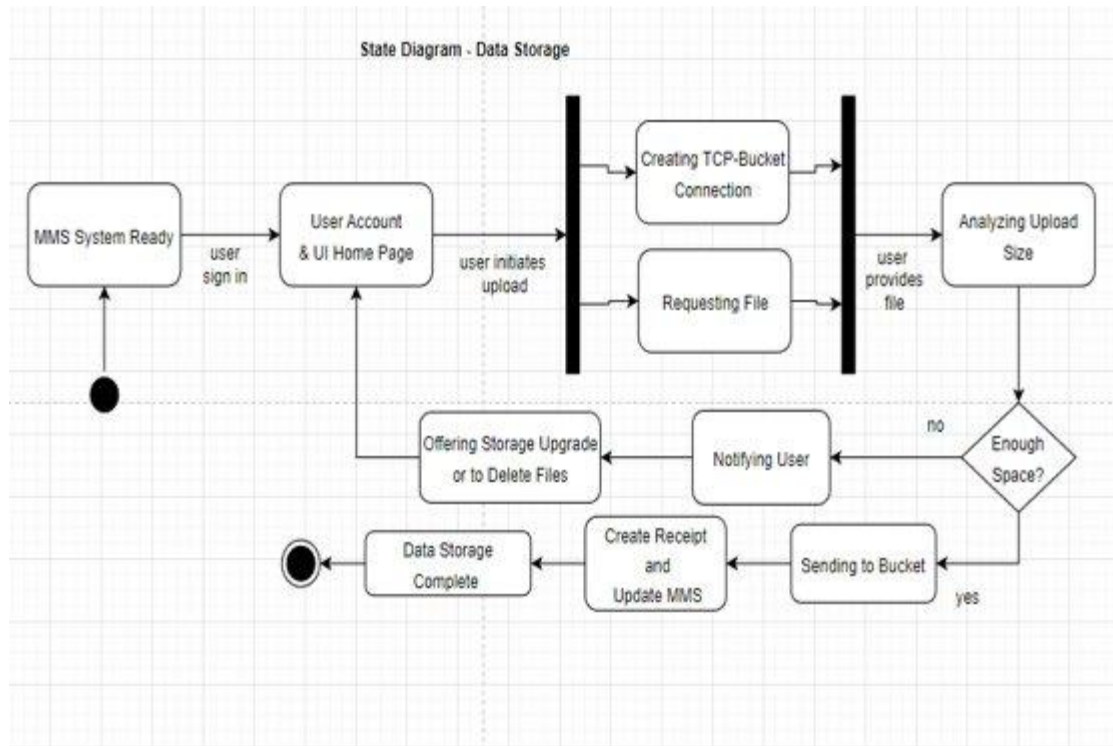 State Diagram - Data Storage
Creating TCP-Bucket
Connection
MMS System Ready
user
sign in
User Account
& UI Home Page
user initiates
upload
Requesting File
user
provides
file
Analyzing Upload
Size
Enough
Space?
no
Notifying User
Offering Storage Upgrade
or to Delete Files
yes
Sending to Bucket
Create Receipt
and
Update MMS
Data Storage
Complete